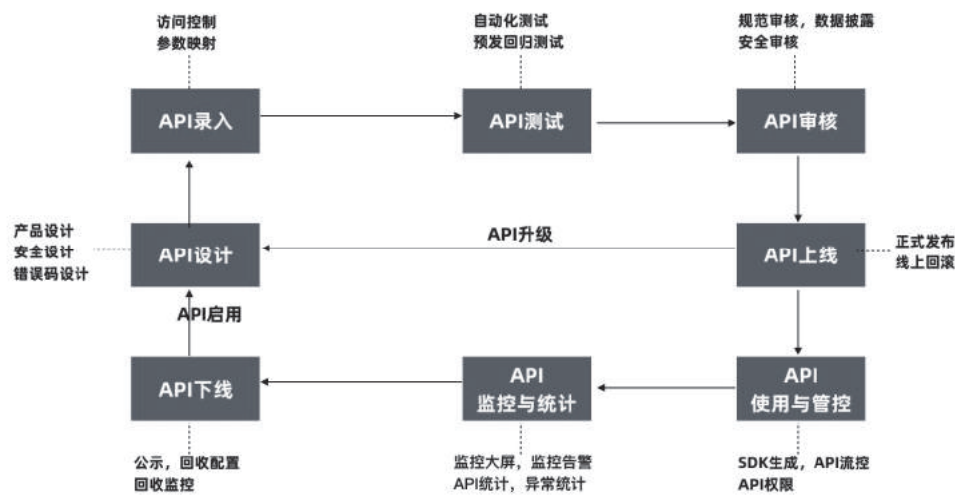 访问控制
参数映射
自动化测试
预发回归测试
规范审核，数据披露
安全审核
API录入
API测试
API审核
产品设计
安全设计
错误码设计
API设计
API升级
API上线
正式发布
线上回滚
API启用
API下线
API
监控与统计
API
使用与管控
公示，回收配置
回收监控
监控大屏，监控告警
API统计，异常统计
SDK生成，API流控
API权限